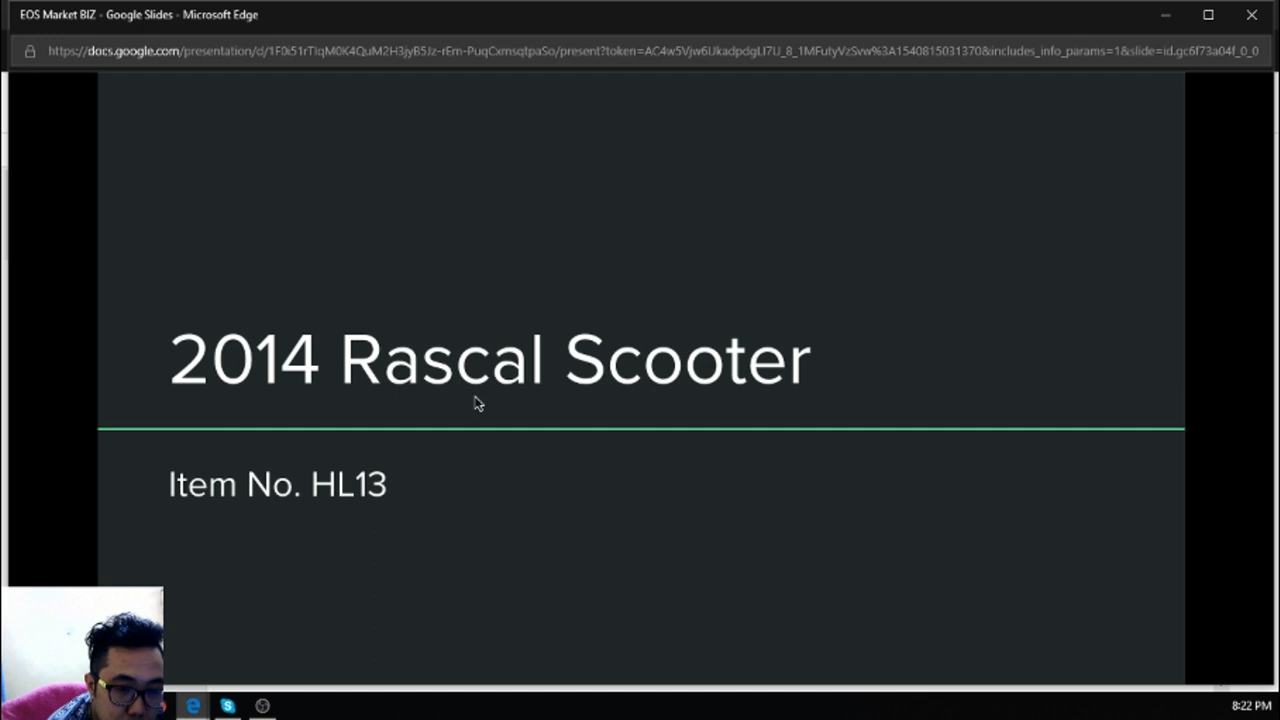 EOS Market BIZ - Google Slides - Microsoft Edge
2014 Rascal Scooter
Item No. HL13
8:22 PM